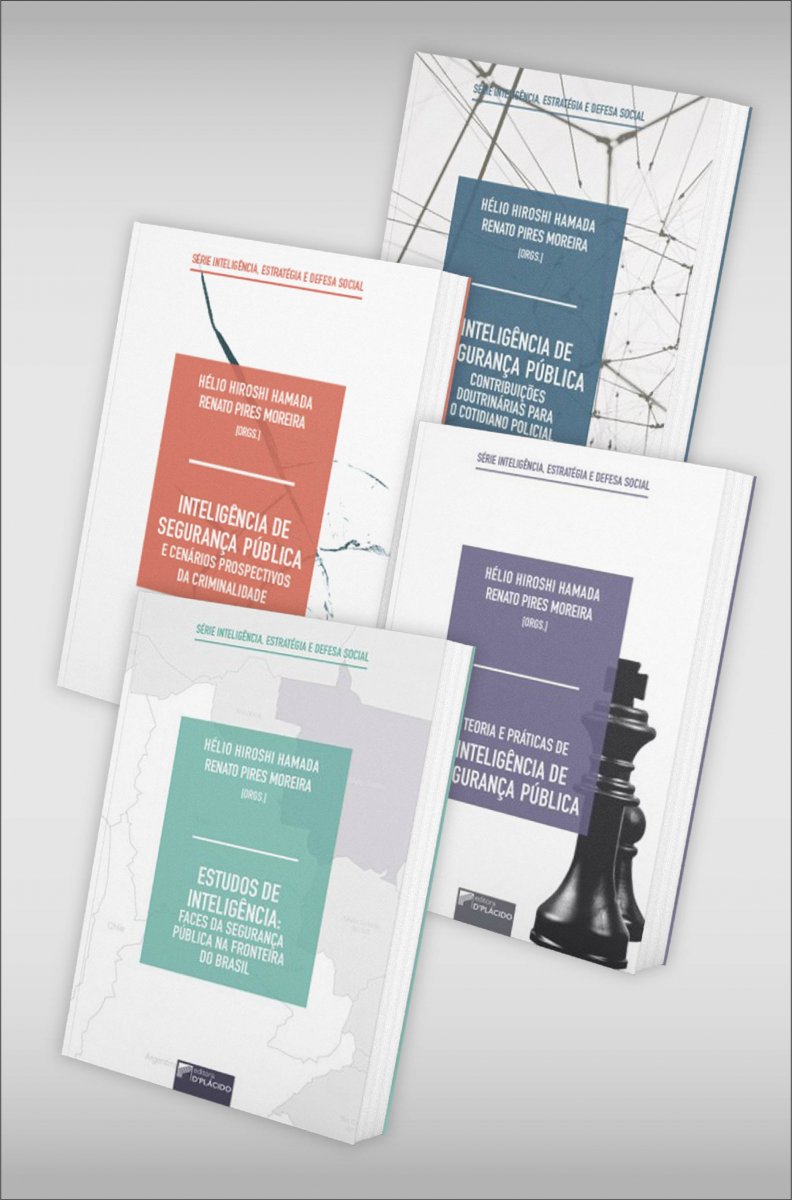 SÉRIE INTELIGÊNCIA, ESTRATÉGIA E DEFESA SOCIAL
HÉLIO HIROSHI HAMADA
RENATO PIRES MOREIRA
[ORGS.]
INTELIGÊNCIA DE
GURANÇA PÚBLICA
CONTRIBUIÇÕES
DOUTRINÁRIAS PARA
O COTIDIANO POLICIAL
SÉRIE INTELIGÊNCIA, ESTRATÉGIA E DEFESA SOCIAL
HÉLIO HIROSHI HAMADA
RENATO PIRES MOREIRA
[ORGS.]
INTELIGÊNCIA DE
SEGURANÇA PÚBLICA
E CENÁRIOS PROSPECTIVOS
DA CRIMINALIDADE
SÉRIE INTELIGÊNCIA, ESTRATÉGIA E DEFESA SOCIAL
HÉLIO HIROSHI HAMADA
RENATO PIRES MOREIRA
[ORGS.]
TEORIA E PRÁTICAS DE
INTELIGÊNCIA DE
GURANÇA PÚBLICA
editora
D'PLÁCIDO
SÉRIE INTELIGÊNCIA, ESTRATÉGIA E DEFESA SOCIAL
HÉLIO HIROSHI HAMADA
RENATO PIRES MOREIRA
[ORGS.]
ESTUDOS DE
INTELIGÊNCIA:
FACES DA SEGURANÇA
PÚBLICA NA FRONTEIRA
DO BRASIL
Chile
editora
D'PLÁCIDO